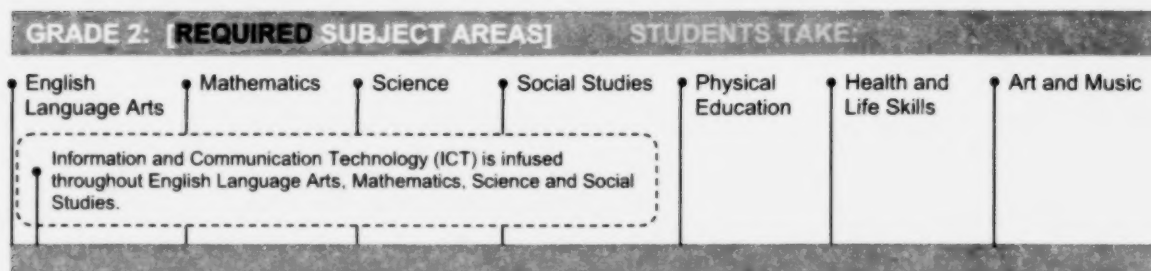 GRADE 2: [REQUIRED SUBJECT AREAS] STUDENTS TAKE:
English
Language Arts
Mathematics
Science
Social Studies
Physical
Education
Health and
Life Skills
Art and Music
Information and Communication Technology (ICT) is infused
throughout English Language Arts, Mathematics, Science and Social
Studies.